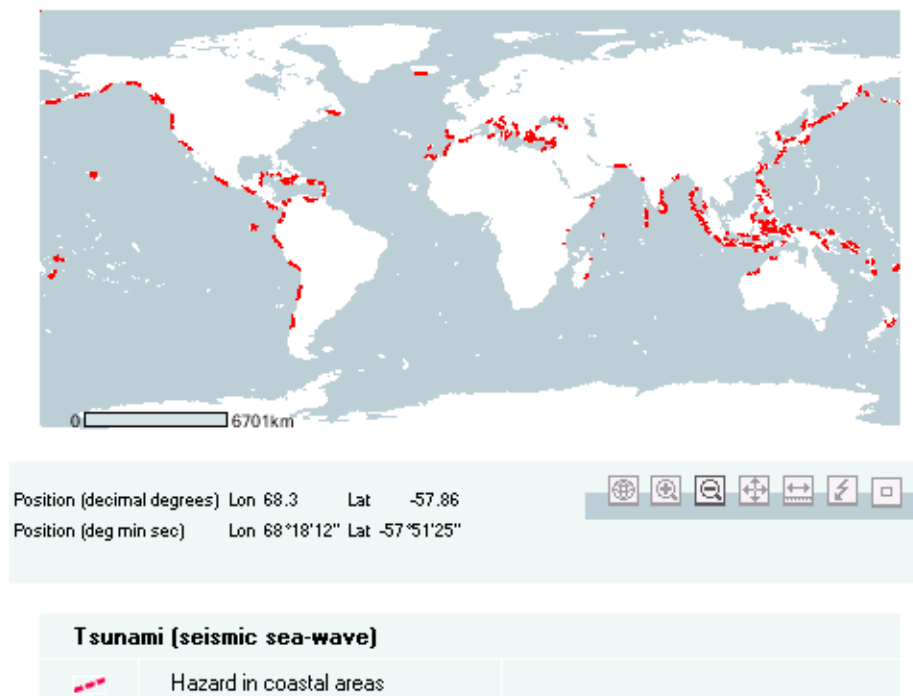 0 6701km
Position (decimal degrees) Lon 68.3 Lat -57.86
Position (deg min sec) Lon 68°18'12" Lat -57°51'25"
Tsunami (seismic sea-wave)
Hazard in coastal areas